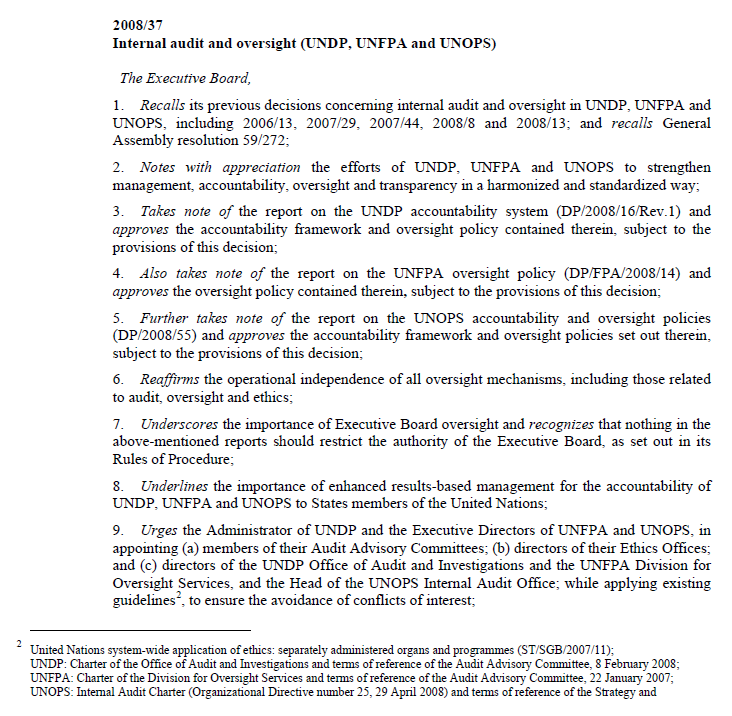 2008/37
Internal audit and oversight (UNDP, UNFPA and UNOPS)
The Executive Board,
1. Recalls its previous decisions concerning internal audit and oversight in UNDP, UNFPA and
UNOPS, including 2006/13, 2007/29, 2007/44, 2008/8 and 2008/13; and recalls General
Assembly resolution 59/272;
2. Notes with appreciation the efforts of UNDP, UNFPA and UNOPS to strengthen
management, accountability, oversight and transparency in a harmonized and standardized way;
3. Takes note of the report on the UNDP accountability system (DP/2008/16/Rev.1) and
approves the accountability framework and oversight policy contained therein, subject to the
provisions of this decision;
4. Also takes note of the report on the UNFPA oversight policy (DP/FPA/2008/14) and
approves the oversight policy contained therein, subject to the provisions of this decision;
5. Further takes note of the report on the UNOPS accountability and oversight policies
(DP/2008/55) and approves the accountability framework and oversight policies set out therein,
subject to the provisions of this decision;
6. Reaffirms the operational independence of all oversight mechanisms, including those related
to audit, oversight and ethics;
7. Underscores the importance of Executive Board oversight and recognizes that nothing in the
above-mentioned reports should restrict the authority of the Executive Board, as set out in its
Rules of Procedure;
8. Underlines the importance of enhanced results-based management for the accountability of
UNDP, UNFPA and UNOPS to States members of the United Nations;
9. Urges the Administrator of UNDP and the Executive Directors of UNFPA and UNOPS, in
appointing (a) members of their Audit Advisory Committees; (b) directors of their Ethics Offices;
and (c) directors of the UNDP Office of Audit and Investigations and the UNFPA Division for
Oversight Services, and the Head of the UNOPS Internal Audit Office; while applying existing
guidelines2, to ensure the avoidance of conflicts of interest;
2 United Nations system-wide application of ethics: separately administered organs and programmes (ST/SGB/2007/11);
UNDP: Charter of the Office of Audit and Investigations and terms of reference of the Audit Advisory Committee, 8 February 2008;
UNFPA: Charter of the Division for Oversight Services and terms of reference of the Audit Advisory Committee, 22 January 2007;
UNOPS: Internal Audit Charter (Organizational Directive number 25, 29 April 2008) and terms of reference of the Strategy and